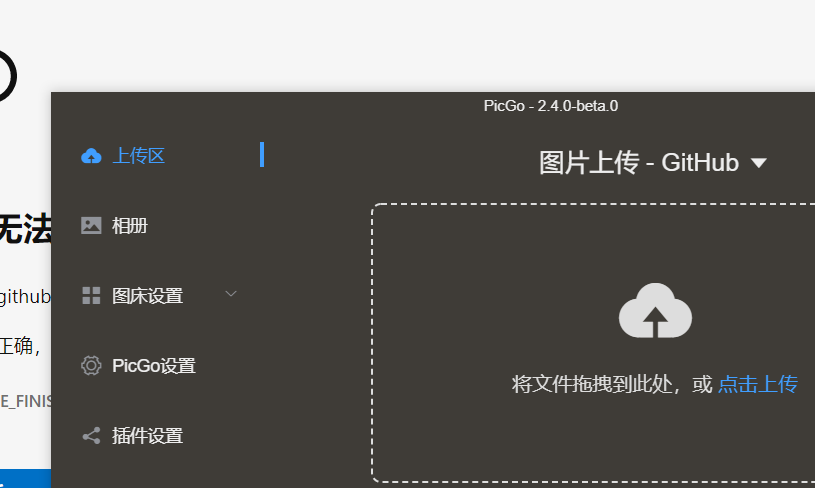 PicGo - 2.4.0-beta.0
上传区
图片上传 - GitHub
相册
无法
图床设置
github
正确，
PicGo设置
将文件拖拽到此处，或 点击上传
E_FINIS
插件设置